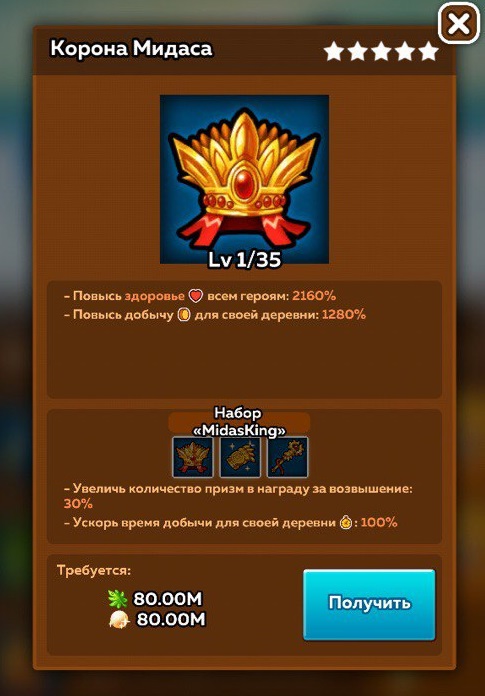 Корона Мидаса
Lv 1/35
- Повысь здоровье всем героям: 2160%
- Повысь добычу для своей деревни: 1280%
Набор
«MidasKing»
- Увеличь количество призм в награду за возвышение:
30%
- Ускорь время добычи для своей деревни : 100%
Требуется:
80.00M
80.00M
Получить